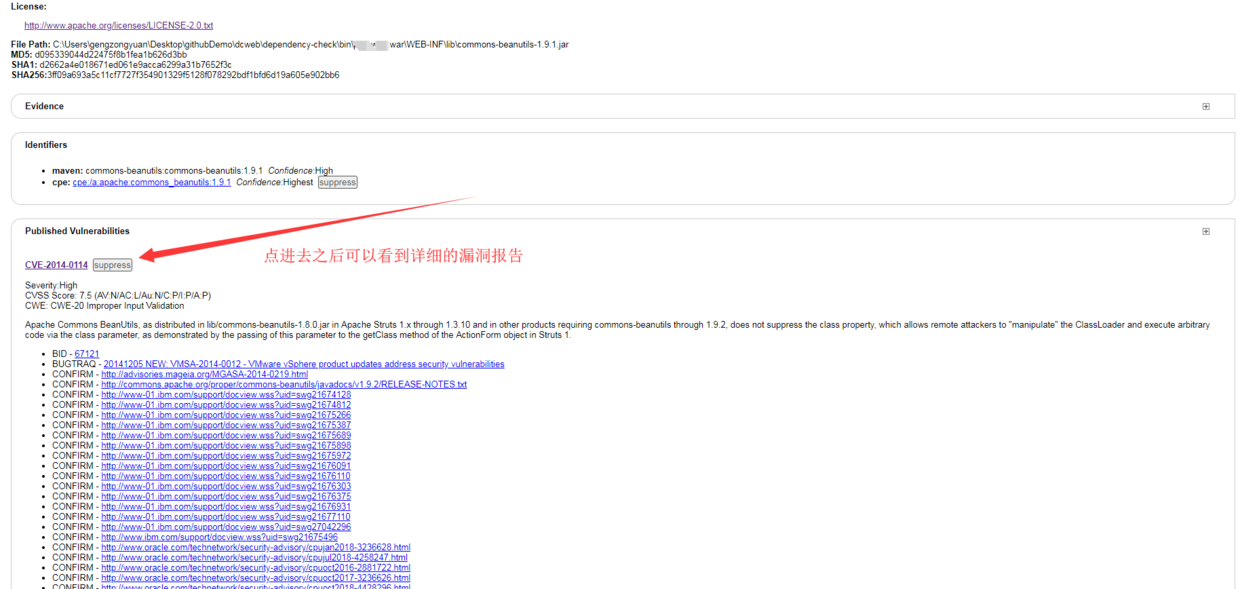 License:
http://www.apache.org/licenses/LICENSE-2.0.txt
File Path: C:\Users\gengzongyuan\Desktop\githubDemo\dcweb\dependency-check\bin\ war\WEB-INF\lib\commons-beanutils-1.9.1.jar
MD5: d095339044d22475f8b1fea1b626d3bb
SHA1: d2662a4e018671ed061e9acca6299a31b7652f3c
SHA256:3ff09a693a5c11cf7727f354901329f5128f078292bdf1bfd6d19a605e902bb6
Evidence
Identifiers
maven: commons-beanutils:commons-beanutils:1.9.1 Confidence:High
cpe: cpe:/a:apache:commons_beanutils:1.9.1 Confidence:Highest suppress
Published Vulnerabilities
点进去之后可以看到详细的漏洞报告
CVE-2014-0114 suppress
Severity:High
CVSS Score: 7.5 (AV:N/AC:L/Au:N/C:P/I:P/A:P)
CWE: CWE-20 Improper Input Validation
Apache Commons BeanUtils, as distributed in lib/commons-beanutils-1.8.0.jar in Apache Struts 1.x through 1.3.10 and in other products requiring commons-beanutils through 1.9.2, does not suppress the class property, which allows remote attackers to "manipulate" the ClassLoader and execute arbitrary
code via the class parameter, as demonstrated by the passing of this parameter to the getClass method of the ActionForm object in Struts 1.
BID - 67121
BUGTRAQ - 20141205 NEW: VMSA-2014-0012 - VMware vSphere product updates address security vulnerabilities
CONFIRM - http://advisories.mageia.org/MGASA-2014-0219.html
CONFIRM - http://commons.apache.org/proper/commons-beanutils/javadocs/v1.9.2/RELEASE-NOTES.txt
CONFIRM - http://www-01.ibm.com/support/docview.wss?uid=swg21674128
CONFIRM - http://www-01.ibm.com/support/docview.wss?uid=swg21674812
CONFIRM - http://www-01.ibm.com/support/docview.wss?uid=swg21675266
CONFIRM - http://www-01.ibm.com/support/docview.wss?uid=swg21675387
CONFIRM - http://www-01.ibm.com/support/docview.wss?uid=swg21675689
CONFIRM - http://www-01.ibm.com/support/docview.wss?uid=swg21675898
CONFIRM - http://www-01.ibm.com/support/docview.wss?uid=swg21675972
CONFIRM - http://www-01.ibm.com/support/docview.wss?uid=swg21676091
CONFIRM - http://www-01.ibm.com/support/docview.wss?uid=swg21676110
CONFIRM - http://www-01.ibm.com/support/docview.wss?uid=swg21676303
CONFIRM - http://www-01.ibm.com/support/docview.wss?uid=swg21676375
CONFIRM - http://www-01.ibm.com/support/docview.wss?uid=swg21676931
CONFIRM - http://www-01.ibm.com/support/docview.wss?uid=swg21677110
CONFIRM - http://www-01.ibm.com/support/docview.wss?uid=swg27042296
CONFIRM - http://www.ibm.com/support/docview.wss?uid=swg21675496
CONFIRM - http://www.oracle.com/technetwork/security-advisory/cpujan2018-3236628.html
CONFIRM - http://www.oracle.com/technetwork/security-advisory/cpujul2018-4258247.html
CONFIRM - http://www.oracle.com/technetwork/security-advisory/cpuoct2016-2881722.html
CONFIRM - http://www.oracle.com/technetwork/security-advisory/cpuoct2017-3236626.html
CONFIRM - http://www.oracle.com/technetwork/security-advisory/cpuoct2018-4428296.html